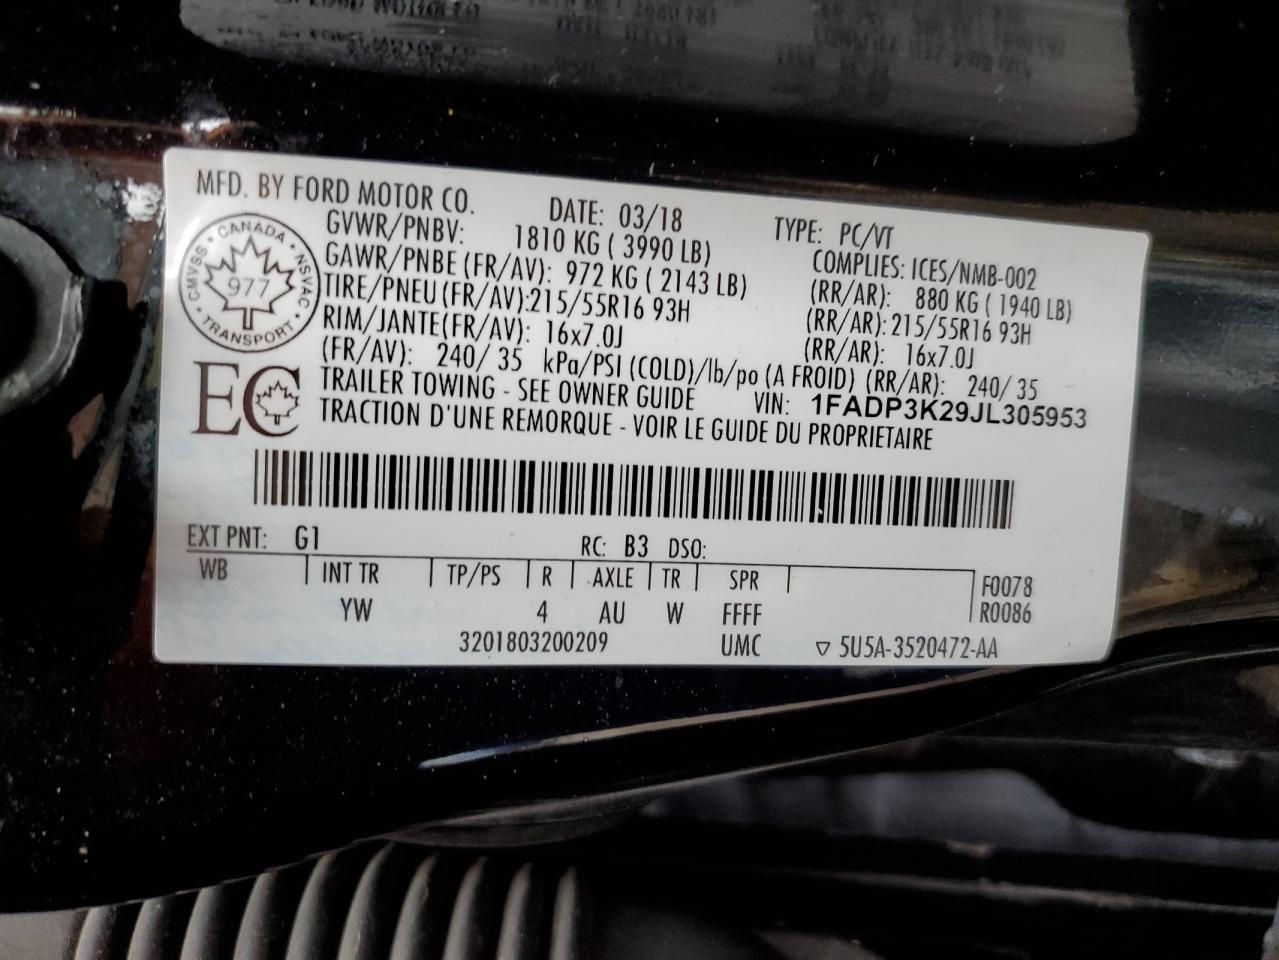 MFD. BY FORD MOTOR CO. DATE: 03/18 TYPE: PC/VT
GVWR/PNBV: 1810 KG ( 3990 LB) COMPLIES: ICES/NMB-002
GAWR/PNBE (FR/AV): 972 KG ( 2143 LB) (RR/AR): 880 KG ( 1940 LB)
TIRE/PNEU (FR/AV): 215/55R16 93H (RR/AR): 215/55R16 93H
RIM/JANTE(FR/AV): 16x7.0J (RR/AR): 16x7.0J
(FR/AV): 240/ 35 kPa/PSI (COLD)/lb/po (A FROID) (RR/AR): 240/ 35
TRAILER TOWING - SEE OWNER GUIDE VIN: 1FADP3K29JL305953
TRACTION D'UNE REMORQUE - VOIR LE GUIDE DU PROPRIETAIRE
CANADA
CMVSS
977
NSVAC
TRANSPORT
EC
EXT PNT: G1 RC: B3 DSO:
WB INT TR TP/PS R AXLE TR SPR F0078
YW 4 AU W FFFF R0086
3201803200209 UMC ▽ 5U5A-3520472-AA